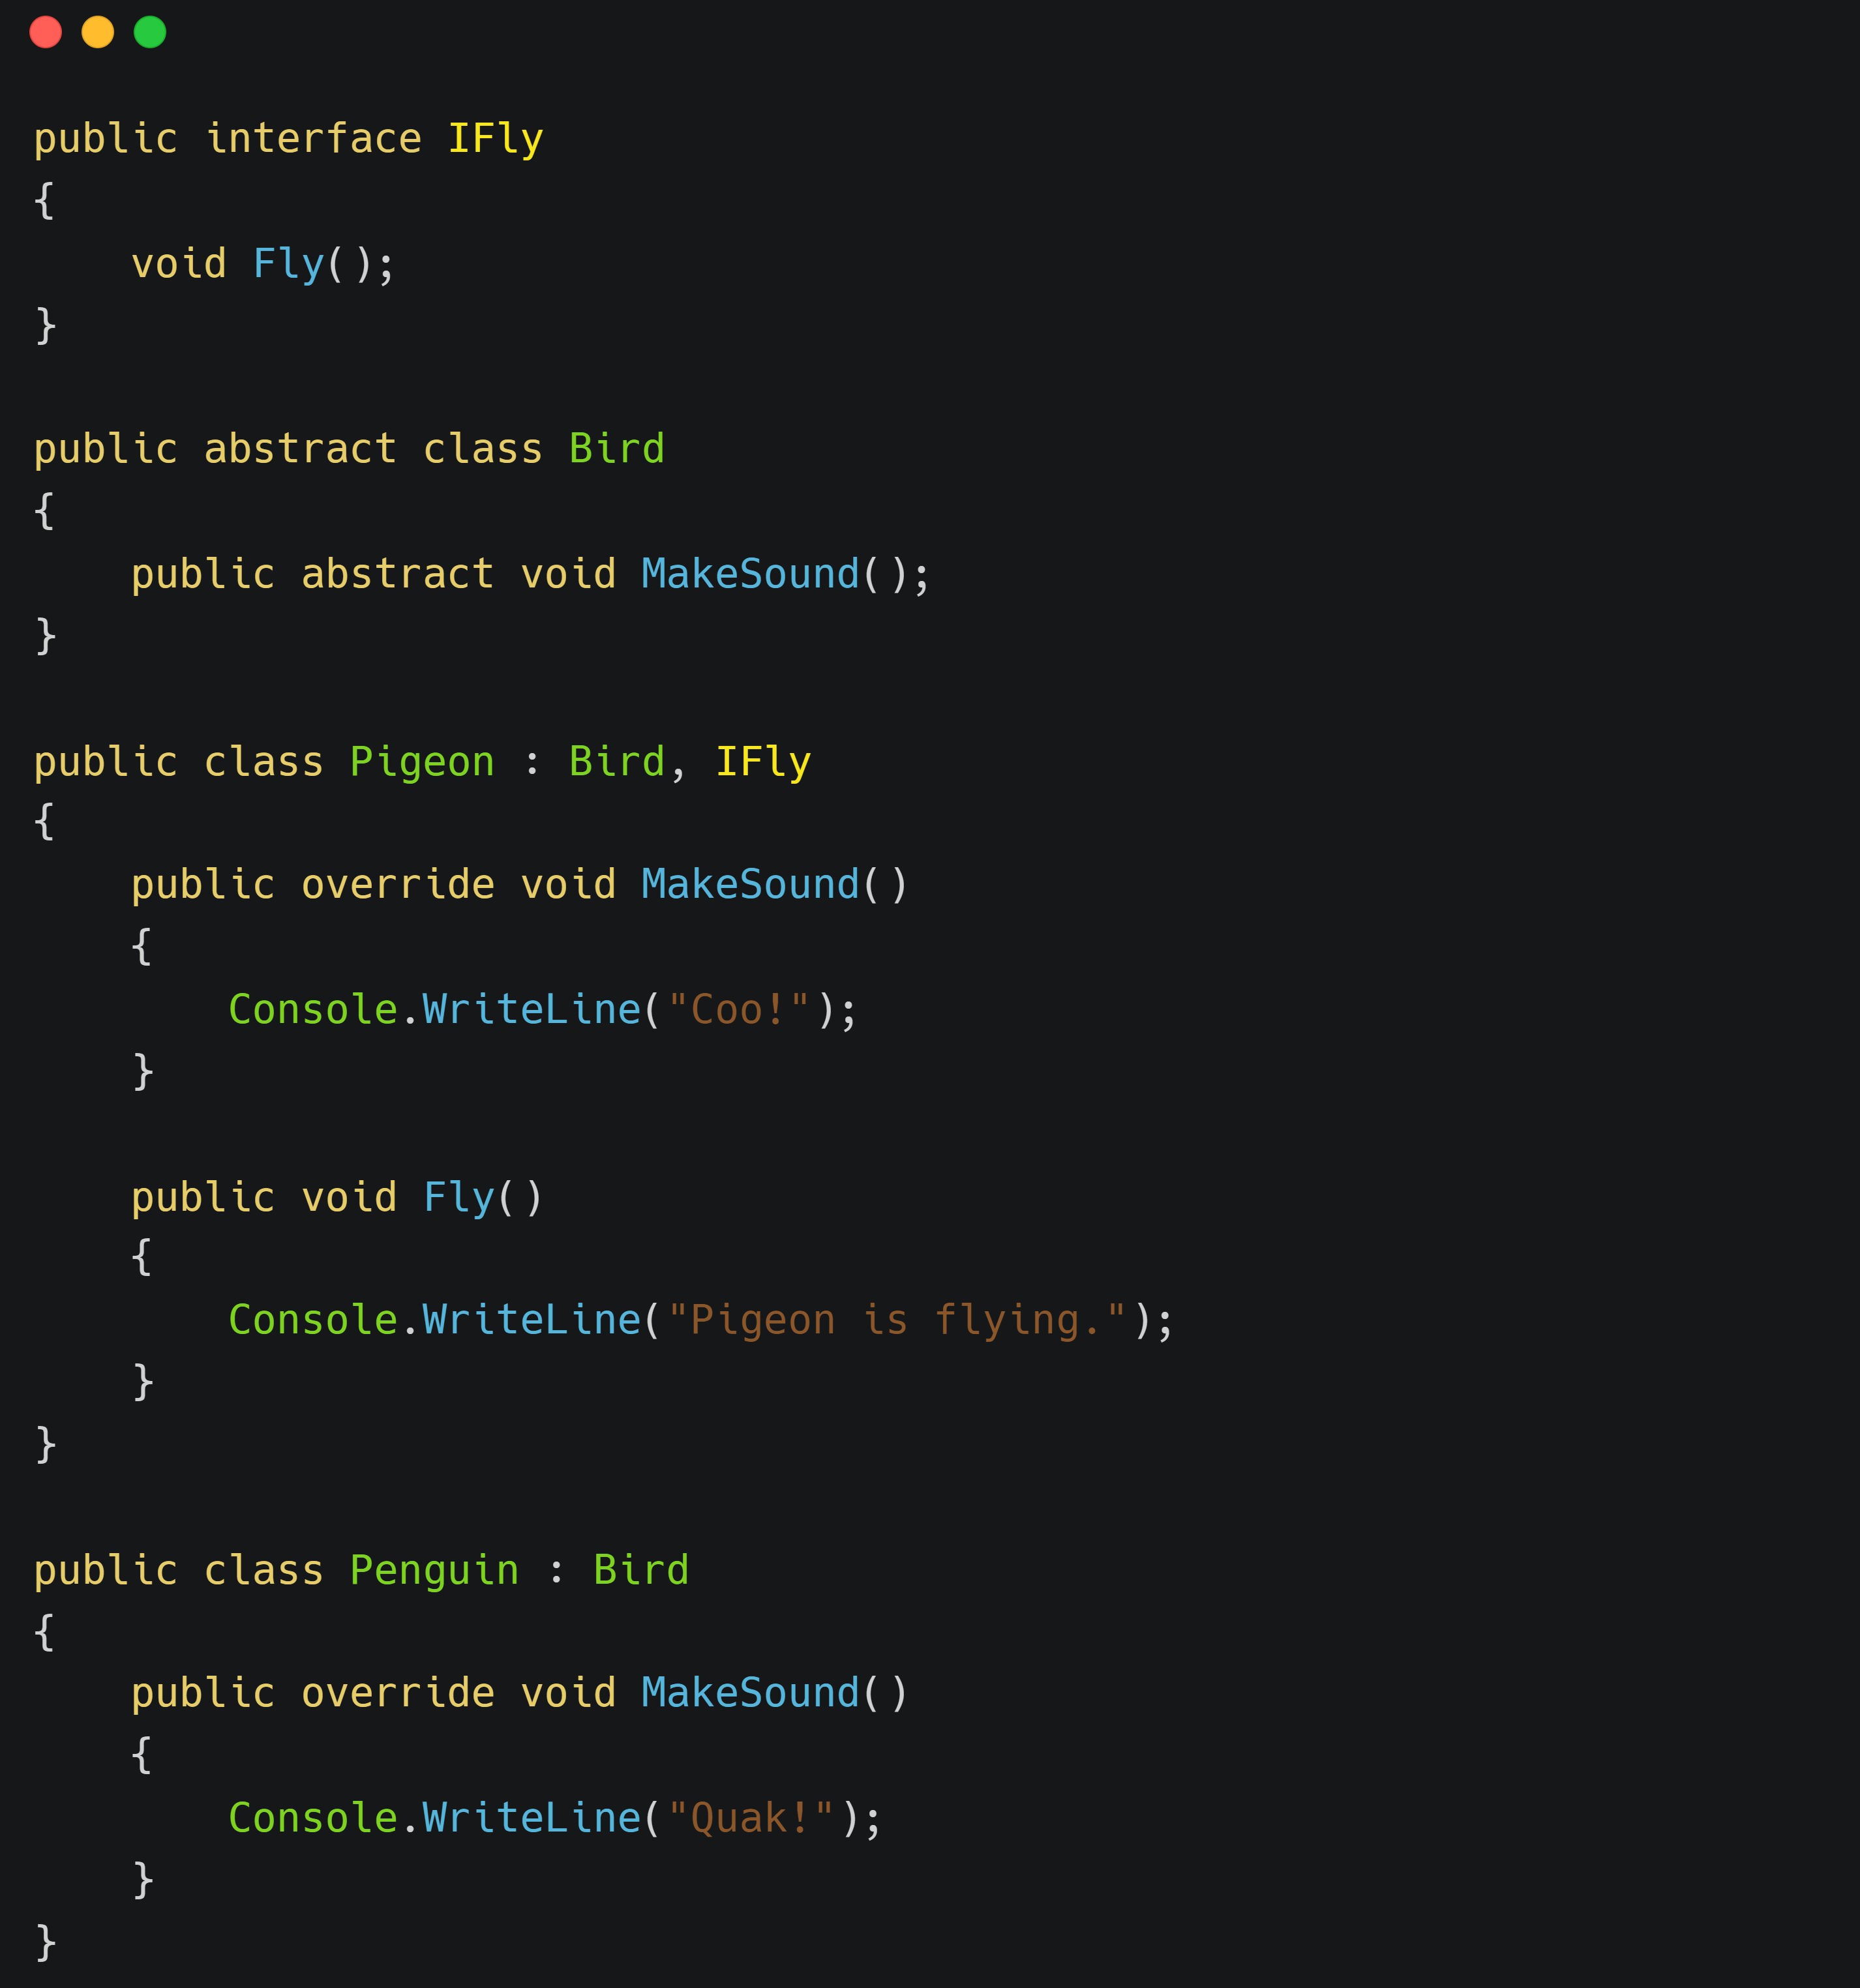 public interface IFly
{
    void Fly();
}

public abstract class Bird
{
    public abstract void MakeSound();
}

public class Pigeon : Bird, IFly
{
    public override void MakeSound()
    {
        Console.WriteLine("Coo!");
    }

    public void Fly()
    {
        Console.WriteLine("Pigeon is flying.");
    }
}

public class Penguin : Bird
{
    public override void MakeSound()
    {
        Console.WriteLine("Quak!");
    }
}